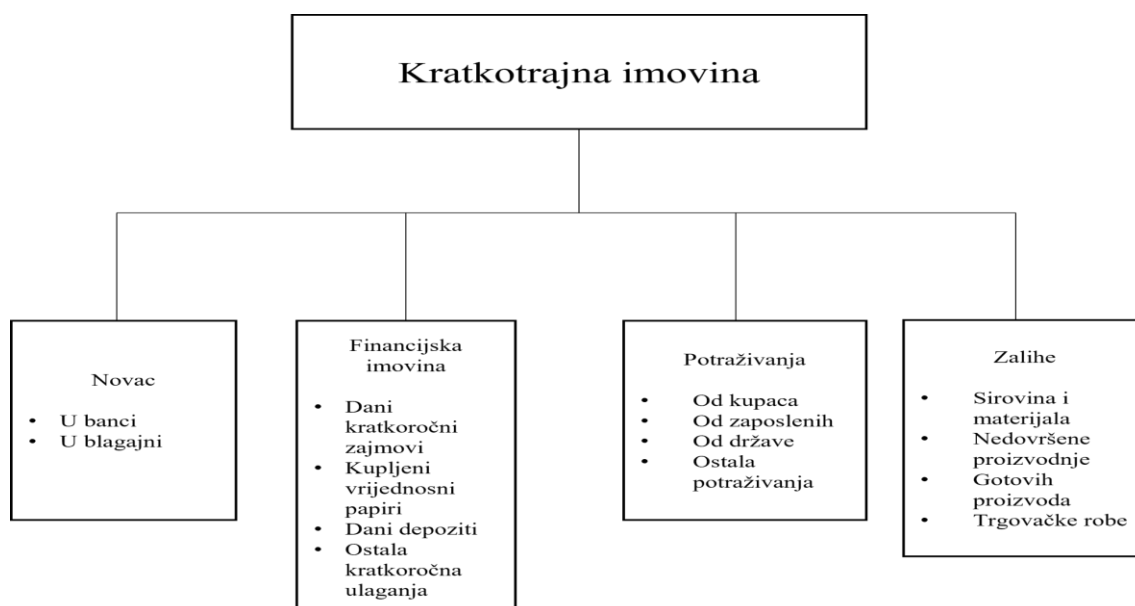 Kratkotrajna imovina
Novac
• U banci
• U blagajni
Financijska
imovina
• Dani
kratkoročni
zajmovi
• Kupljeni
vrijednosni
papiri
• Dani depoziti
• Ostala
kratkoročna
ulaganja
Potraživanja
• Od kupaca
• Od zaposlenih
• Od države
• Ostala
potraživanja
Zalihe
• Sirovina i
materijala
• Nedovršene
proizvodnje
• Gotovih
proizvoda
• Trgovačke robe